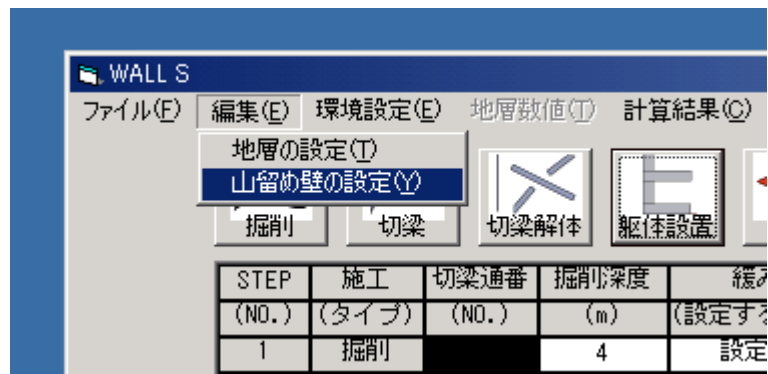 WALL S
ファイル(F) 編集(E) 環境設定(E) 地層数値(T) 計算結果(C)
地層の設定(T)
山留め壁の設定(Y)
掘削 切梁 切梁解体 躯体設置
STEP 施工 切梁通番 掘削深度 緩み
(NO.) (タイプ) (NO.) (m) (設定する
1 掘削 4 設定